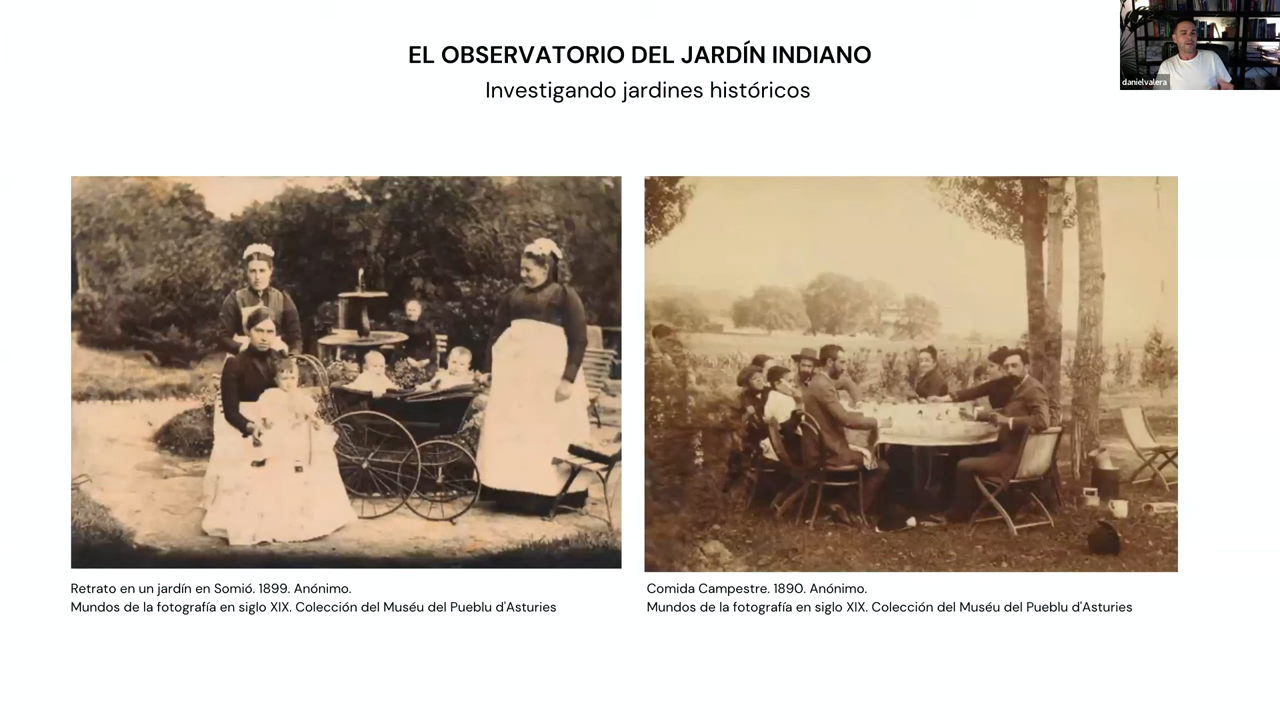 EL OBSERVATORIO DEL JARDÍN INDIANO
Investigando jardines históricos
danielvalera
Retrato en un jardín en Somió. 1899. Anónimo.
Mundos de la fotografía en siglo XIX. Colección del Muséu del Pueblu d'Asturies
Comida Campestre. 1890. Anónimo.
Mundos de la fotografía en siglo XIX. Colección del Muséu del Pueblu d'Asturies